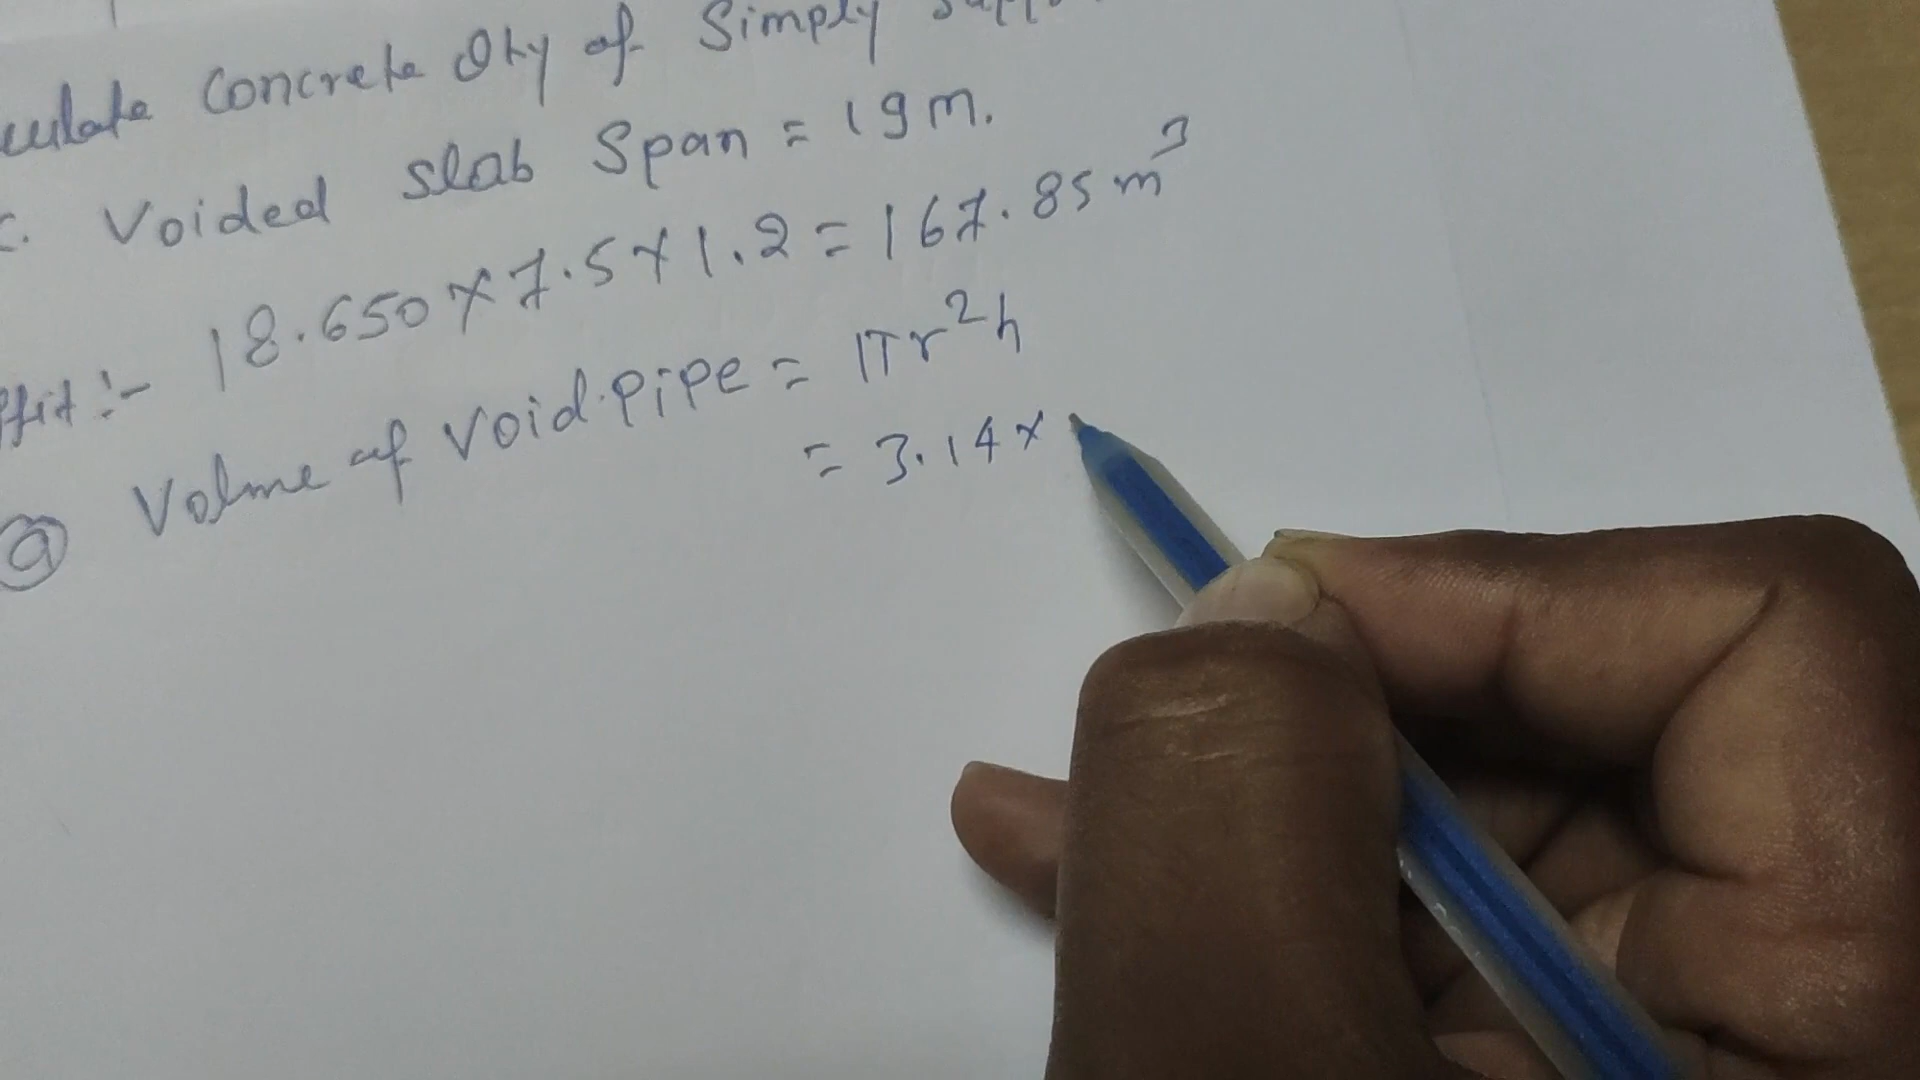 Concrete Qty of Simply
C. Voided slab Span = 19m.
:- 18.650 x 7.5 x 1.2 = 167.85 m³
a Volme of void.pipe = πr²h
= 3.14 x